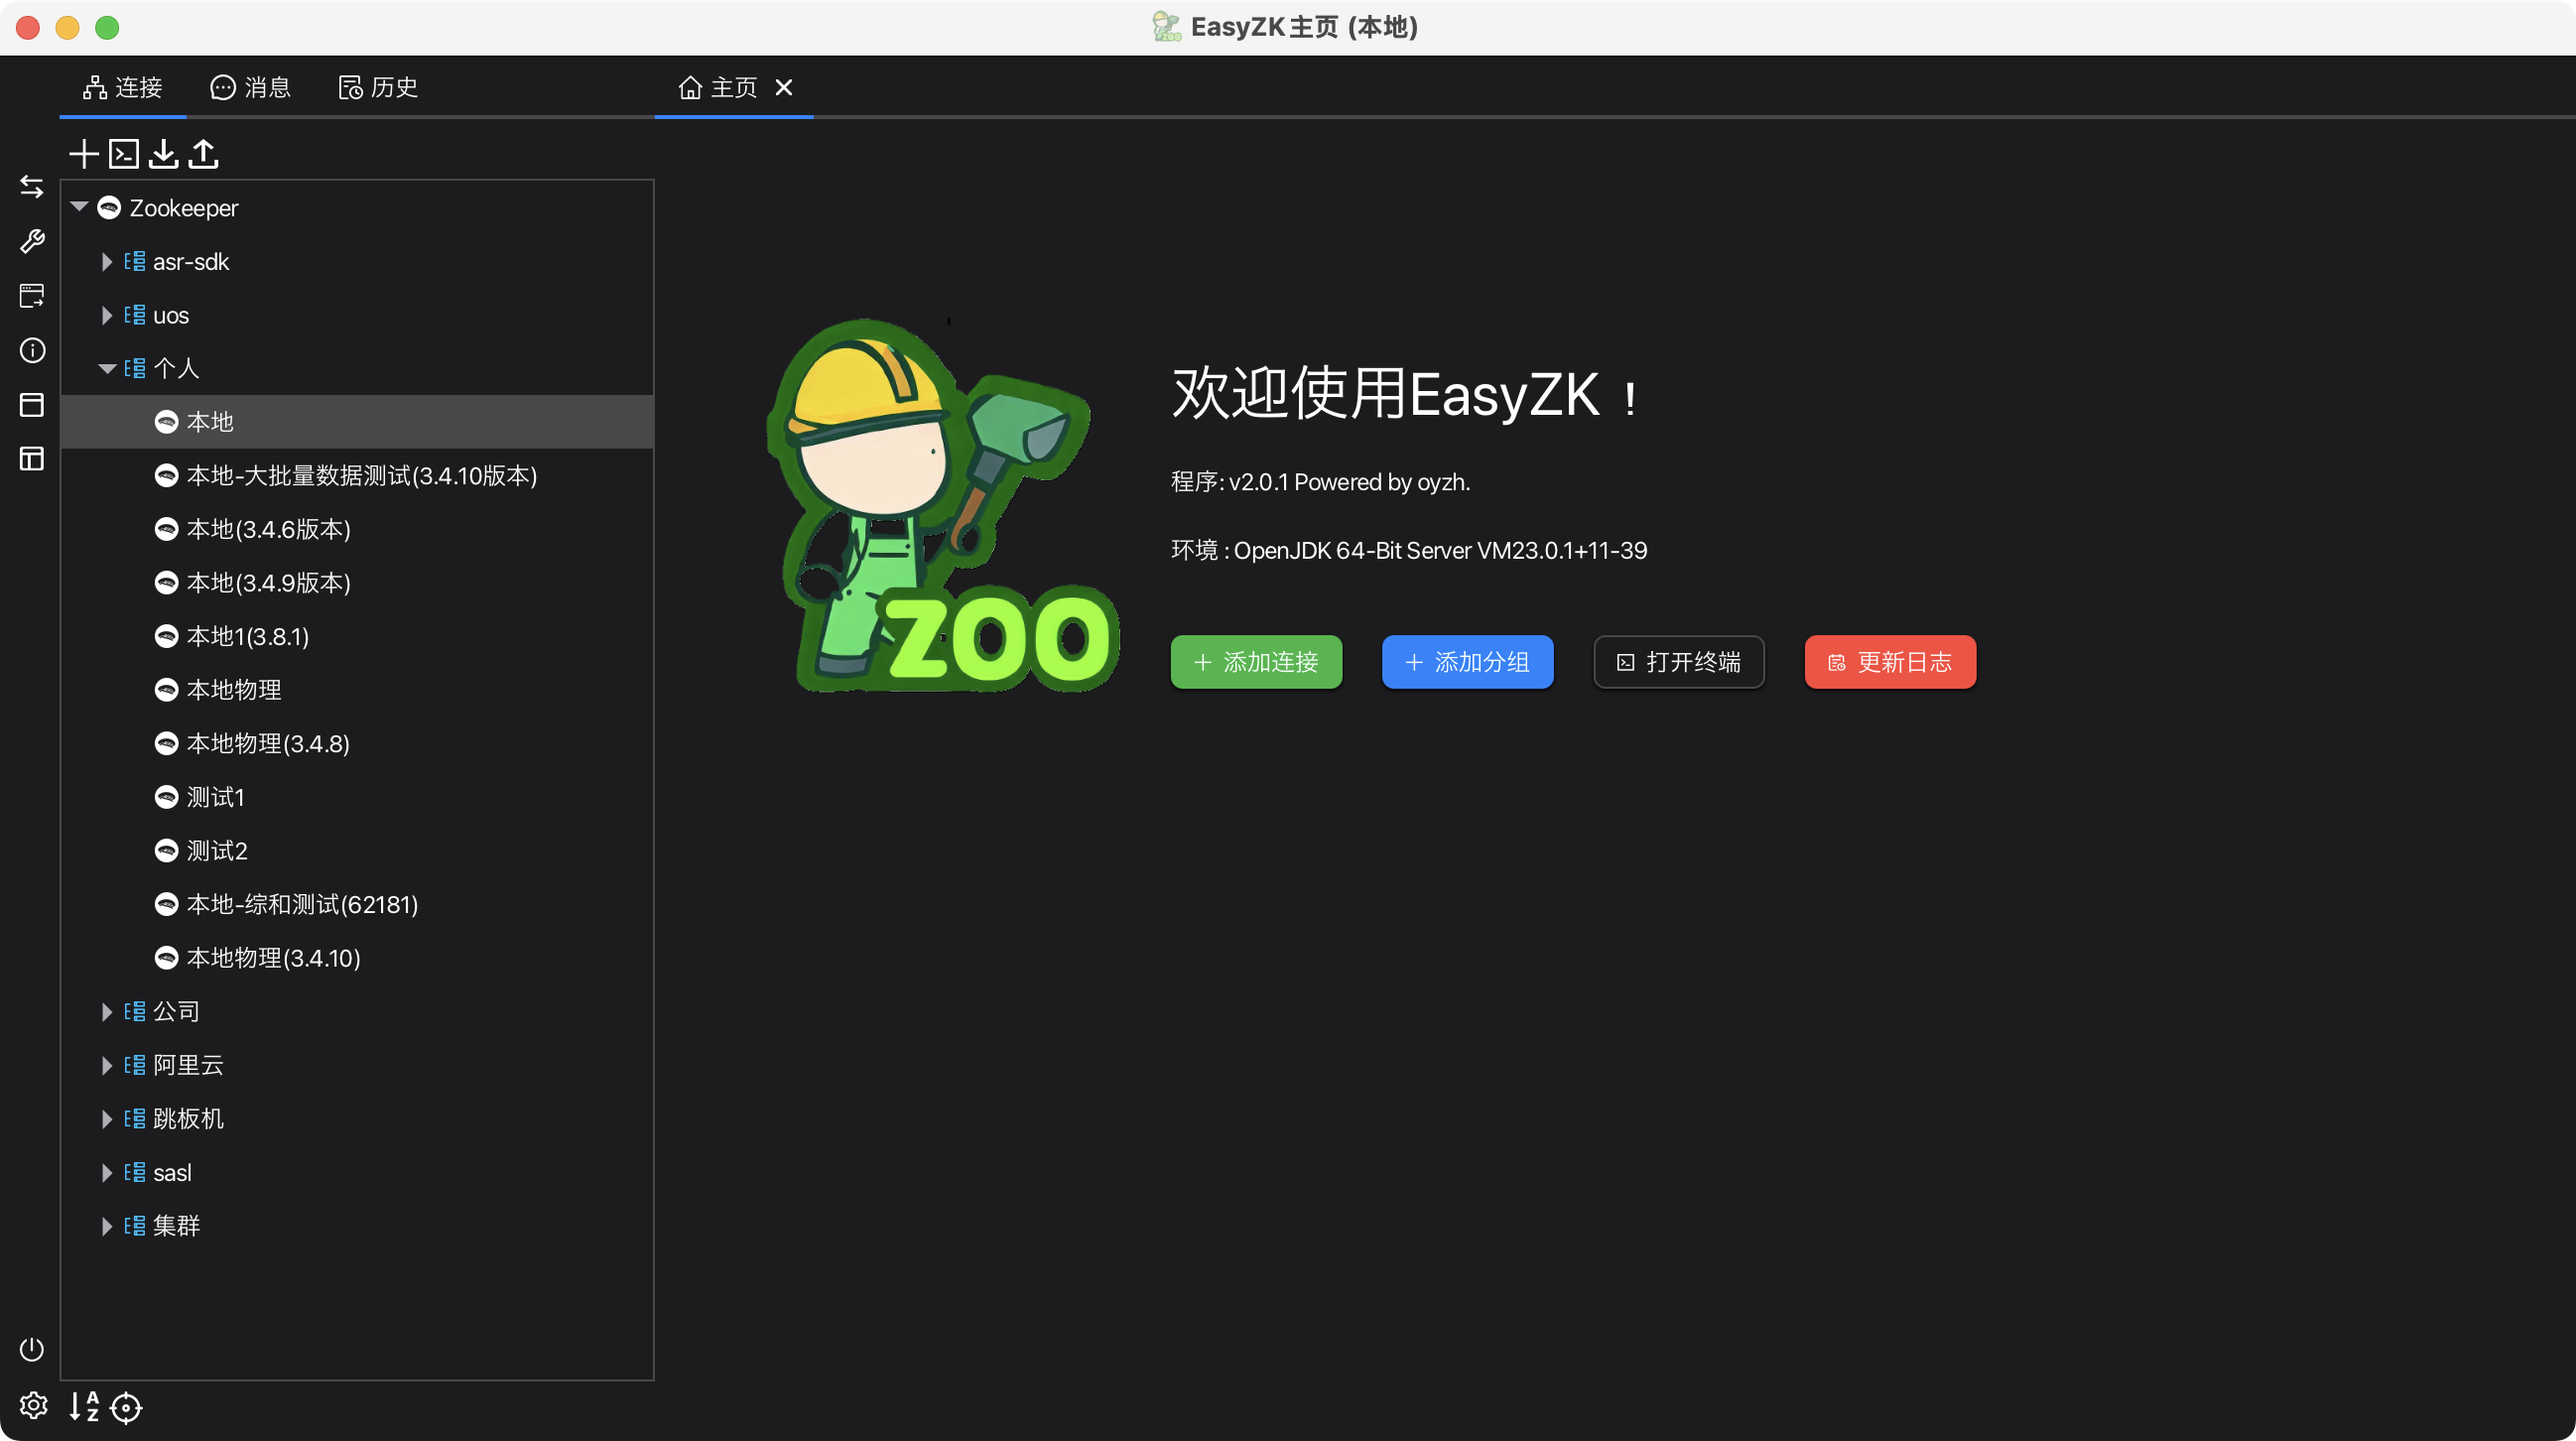 EasyZK主页 (本地)
连接 消息 历史
主页
Zookeeper
asr-sdk
uos
个人
本地
本地-大批量数据测试(3.4.10版本)
本地(3.4.6版本)
本地(3.4.9版本)
本地1(3.8.1)
本地物理
本地物理(3.4.8)
测试1
测试2
本地-综和测试(62181)
本地物理(3.4.10)
公司
阿里云
跳板机
sasl
集群
ZOO
欢迎使用EasyZK！
程序: v2.0.1 Powered by oyzh.
环境 : OpenJDK 64-Bit Server VM23.0.1+11-39
添加连接 添加分组 打开终端 更新日志